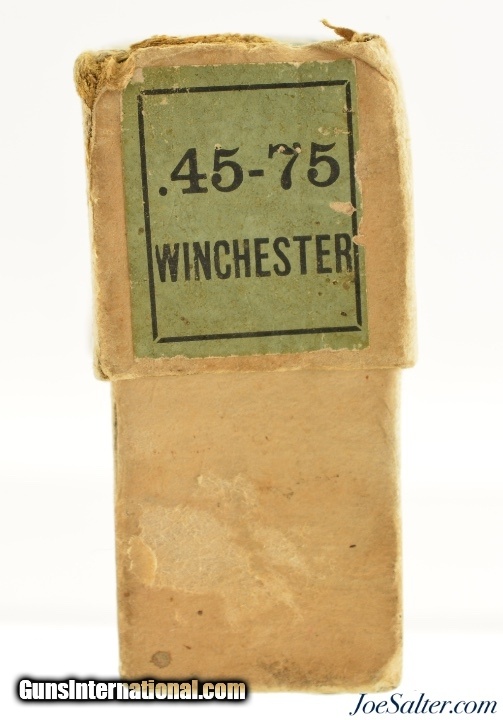 .45-75
WINCHESTER
GunsInternational.com
JoeSalter.com